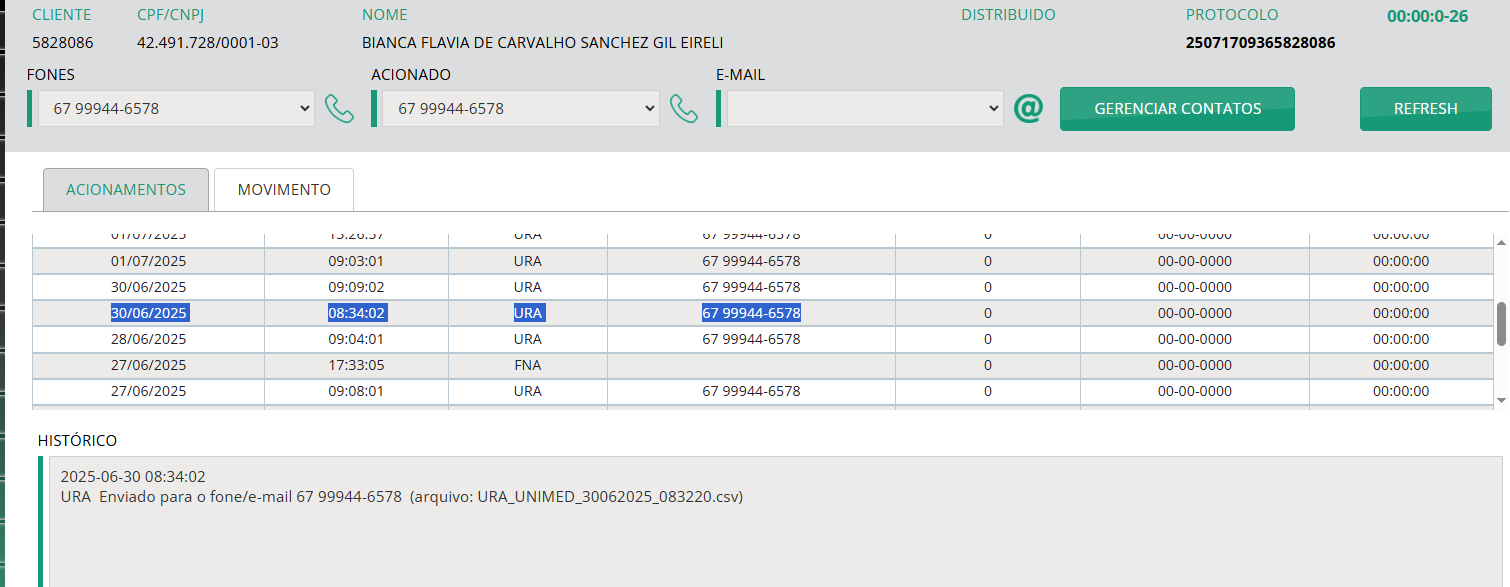 CLIENTE CPF/CNPJ NOME DISTRIBUIDO PROTOCOLO 00:00:0-26
5828086 42.491.728/0001-03 BIANCA FLAVIA DE CARVALHO SANCHEZ GIL EIRELI 25071709365828086
FONES ACIONADO E-MAIL
67 99944-6578 67 99944-6578 @ GERENCIAR CONTATOS REFRESH
ACIONAMENTOS MOVIMENTO
01/07/2025 13:26:37 URA 67 99944-6578 0 00-00-0000 00:00:00
01/07/2025 09:03:01 URA 67 99944-6578 0 00-00-0000 00:00:00
30/06/2025 09:09:02 URA 67 99944-6578 0 00-00-0000 00:00:00
30/06/2025 08:34:02 URA 67 99944-6578 0 00-00-0000 00:00:00
28/06/2025 09:04:01 URA 67 99944-6578 0 00-00-0000 00:00:00
27/06/2025 17:33:05 FNA 0 00-00-0000 00:00:00
27/06/2025 09:08:01 URA 67 99944-6578 0 00-00-0000 00:00:00
HISTÓRICO
2025-06-30 08:34:02
URA Enviado para o fone/e-mail 67 99944-6578 (arquivo: URA_UNIMED_30062025_083220.csv)